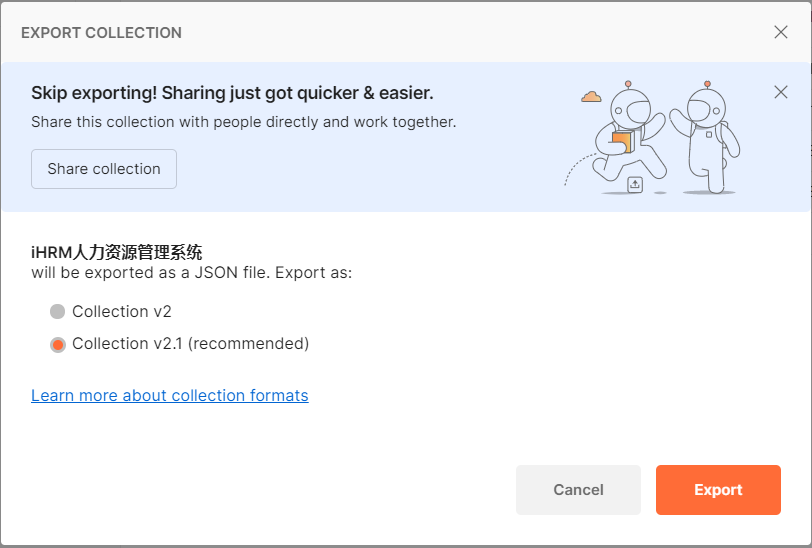 EXPORT COLLECTION
Skip exporting! Sharing just got quicker & easier.
Share this collection with people directly and work together.
Share collection
iHRM人力资源管理系统
will be exported as a JSON file. Export as:
Collection v2
Collection v2.1 (recommended)
Learn more about collection formats
Cancel
Export